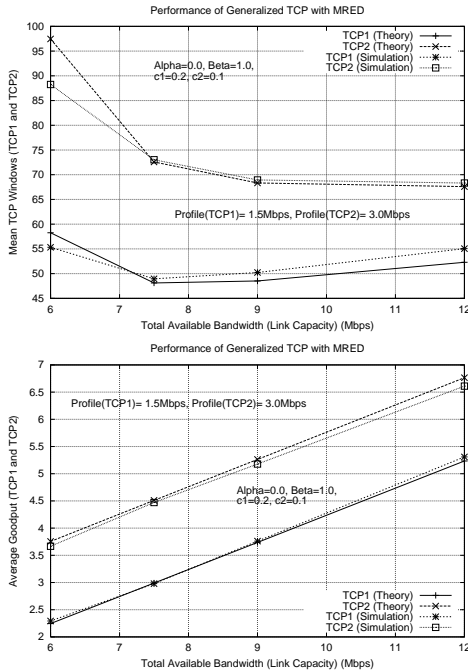 Performance of Generalized TCP with MRED
100
95
90
85
80
75
70
65
60
55
50
45
Mean TCP Windows (TCP1 and TCP2)
TCP1 (Theory)
TCP2 (Theory)
TCP1 (Simulation)
TCP2 (Simulation)
Alpha=0.0, Beta=1.0,
c1=0.2, c2=0.1
Profile(TCP1)= 1.5Mbps, Profile(TCP2)= 3.0Mbps
6 7 8 9 10 11 12
Total Available Bandwidth (Link Capacity) (Mbps)
Performance of Generalized TCP with MRED
7
6.5
6
5.5
5
4.5
4
3.5
3
2.5
2
Average Goodput (TCP1 and TCP2)
Profile(TCP1)= 1.5Mbps, Profile(TCP2)= 3.0Mbps
Alpha=0.0, Beta=1.0,
c1=0.2, c2=0.1
TCP1 (Theory)
TCP2 (Theory)
TCP1 (Simulation)
TCP2 (Simulation)
6 7 8 9 10 11 12
Total Available Bandwidth (Link Capacity) (Mbps)